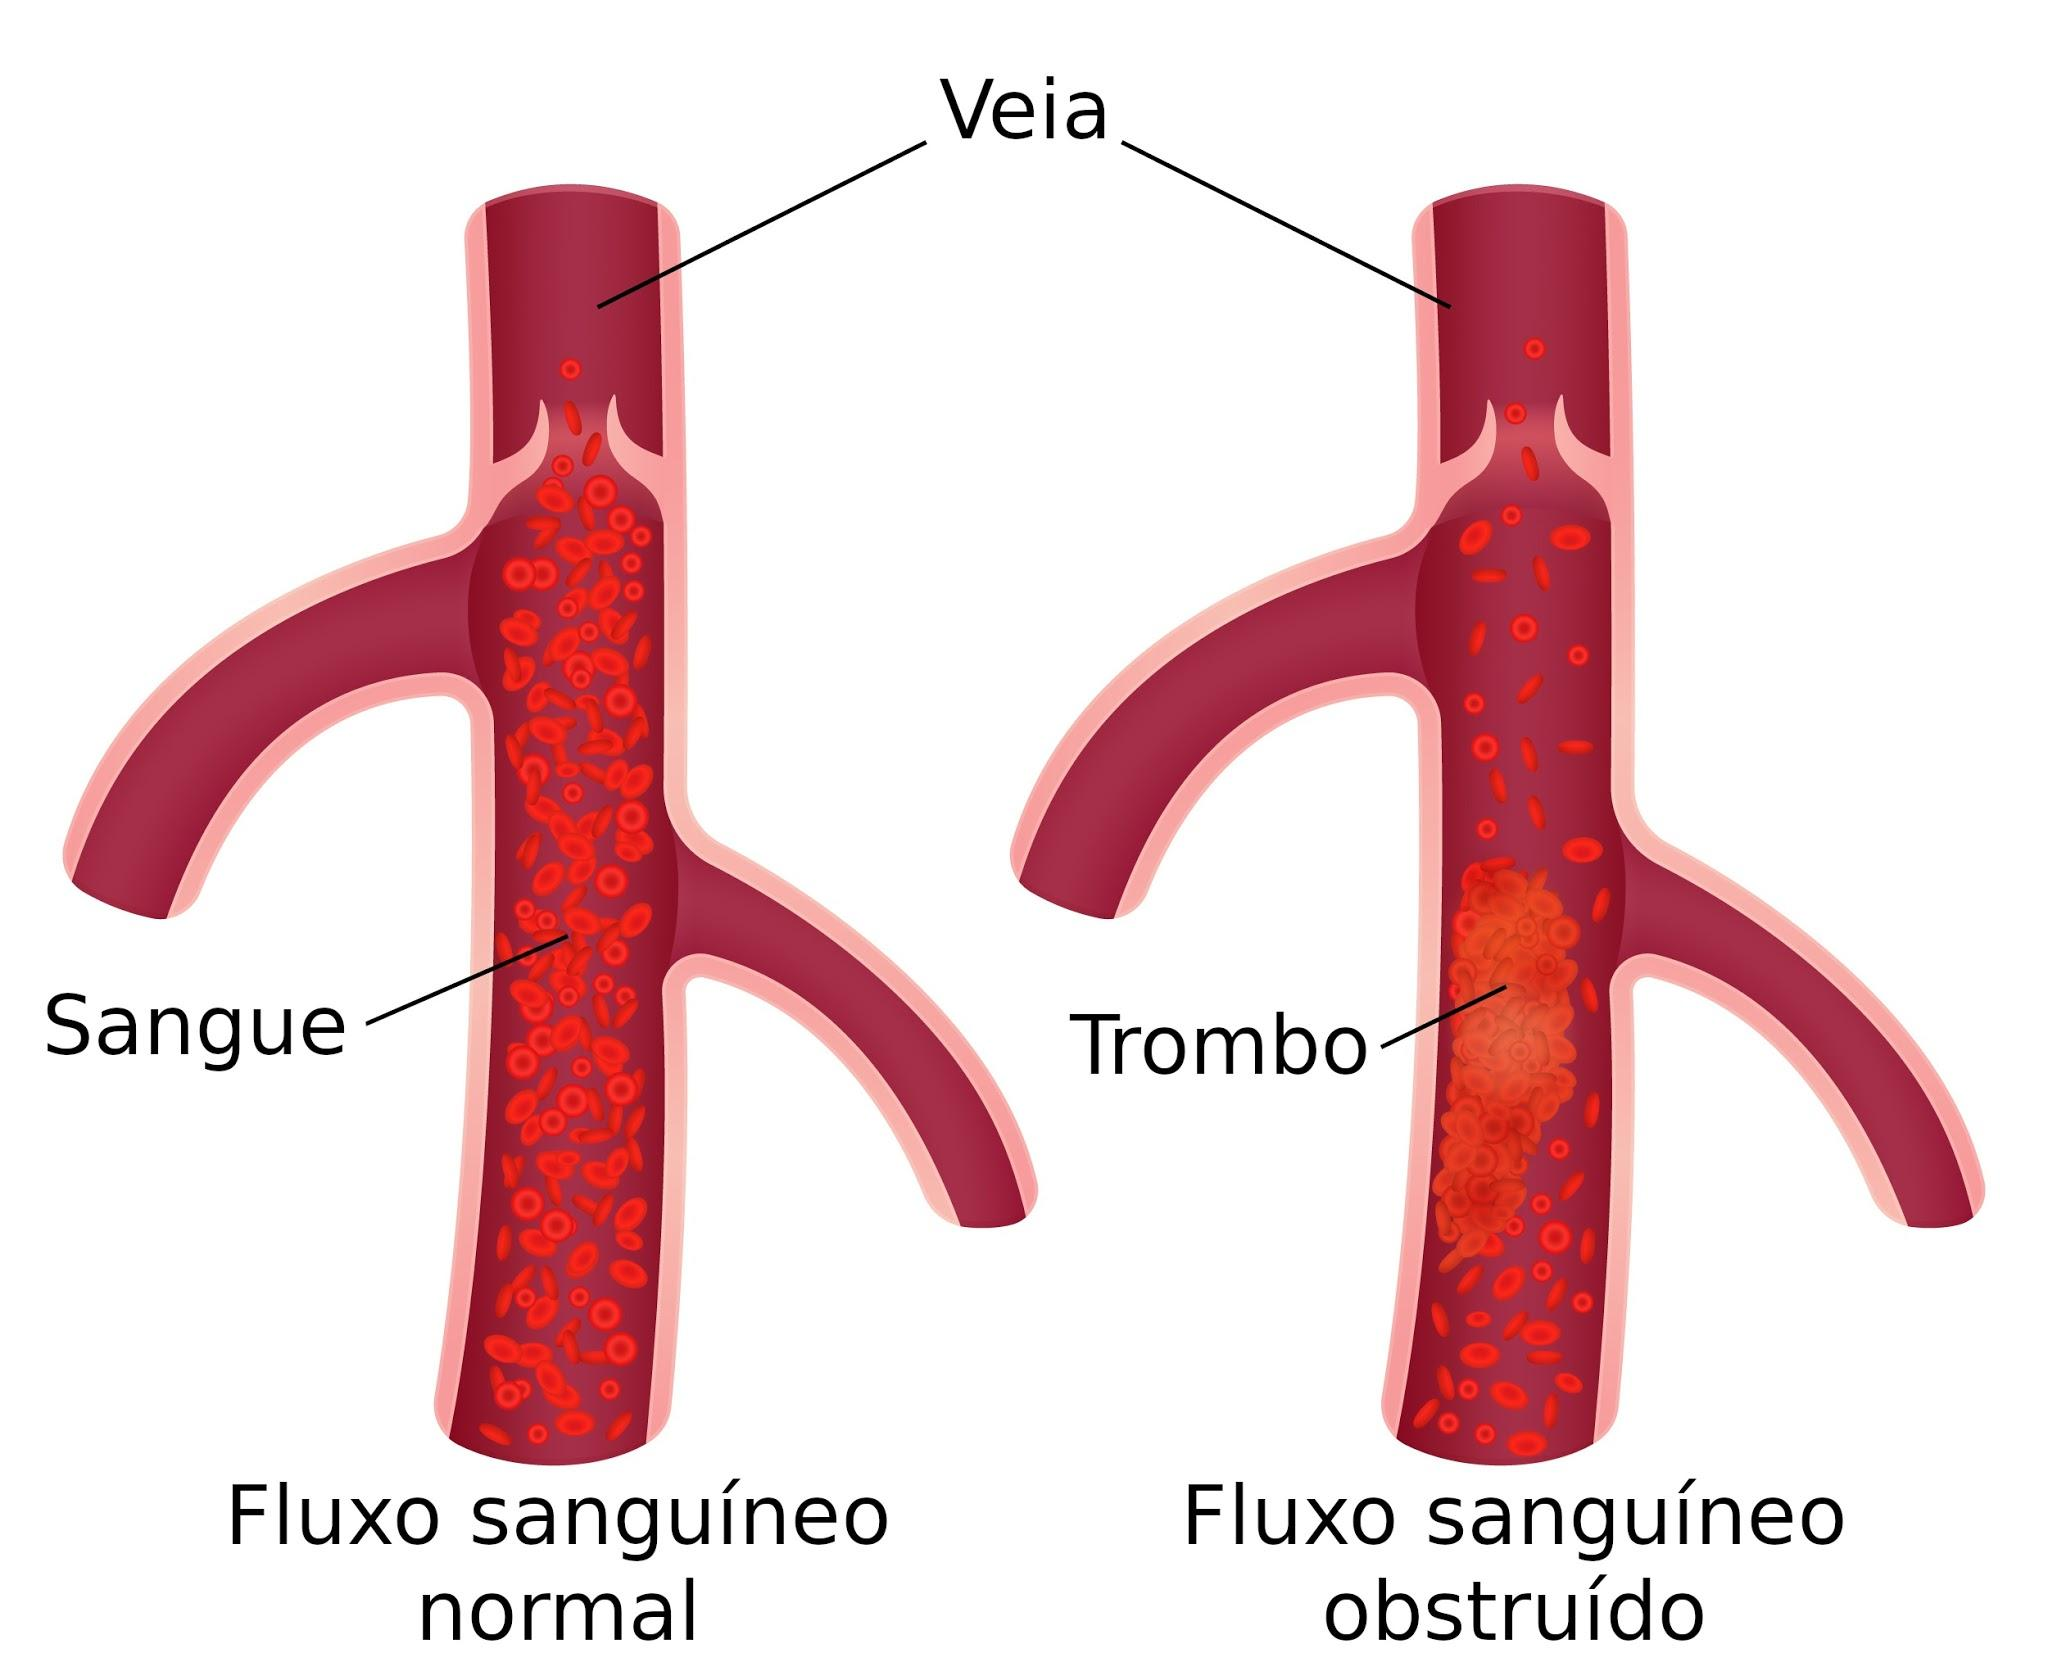 Veia
Sangue
Trombo
Fluxo sanguíneo
normal
Fluxo sanguíneo
obstruído